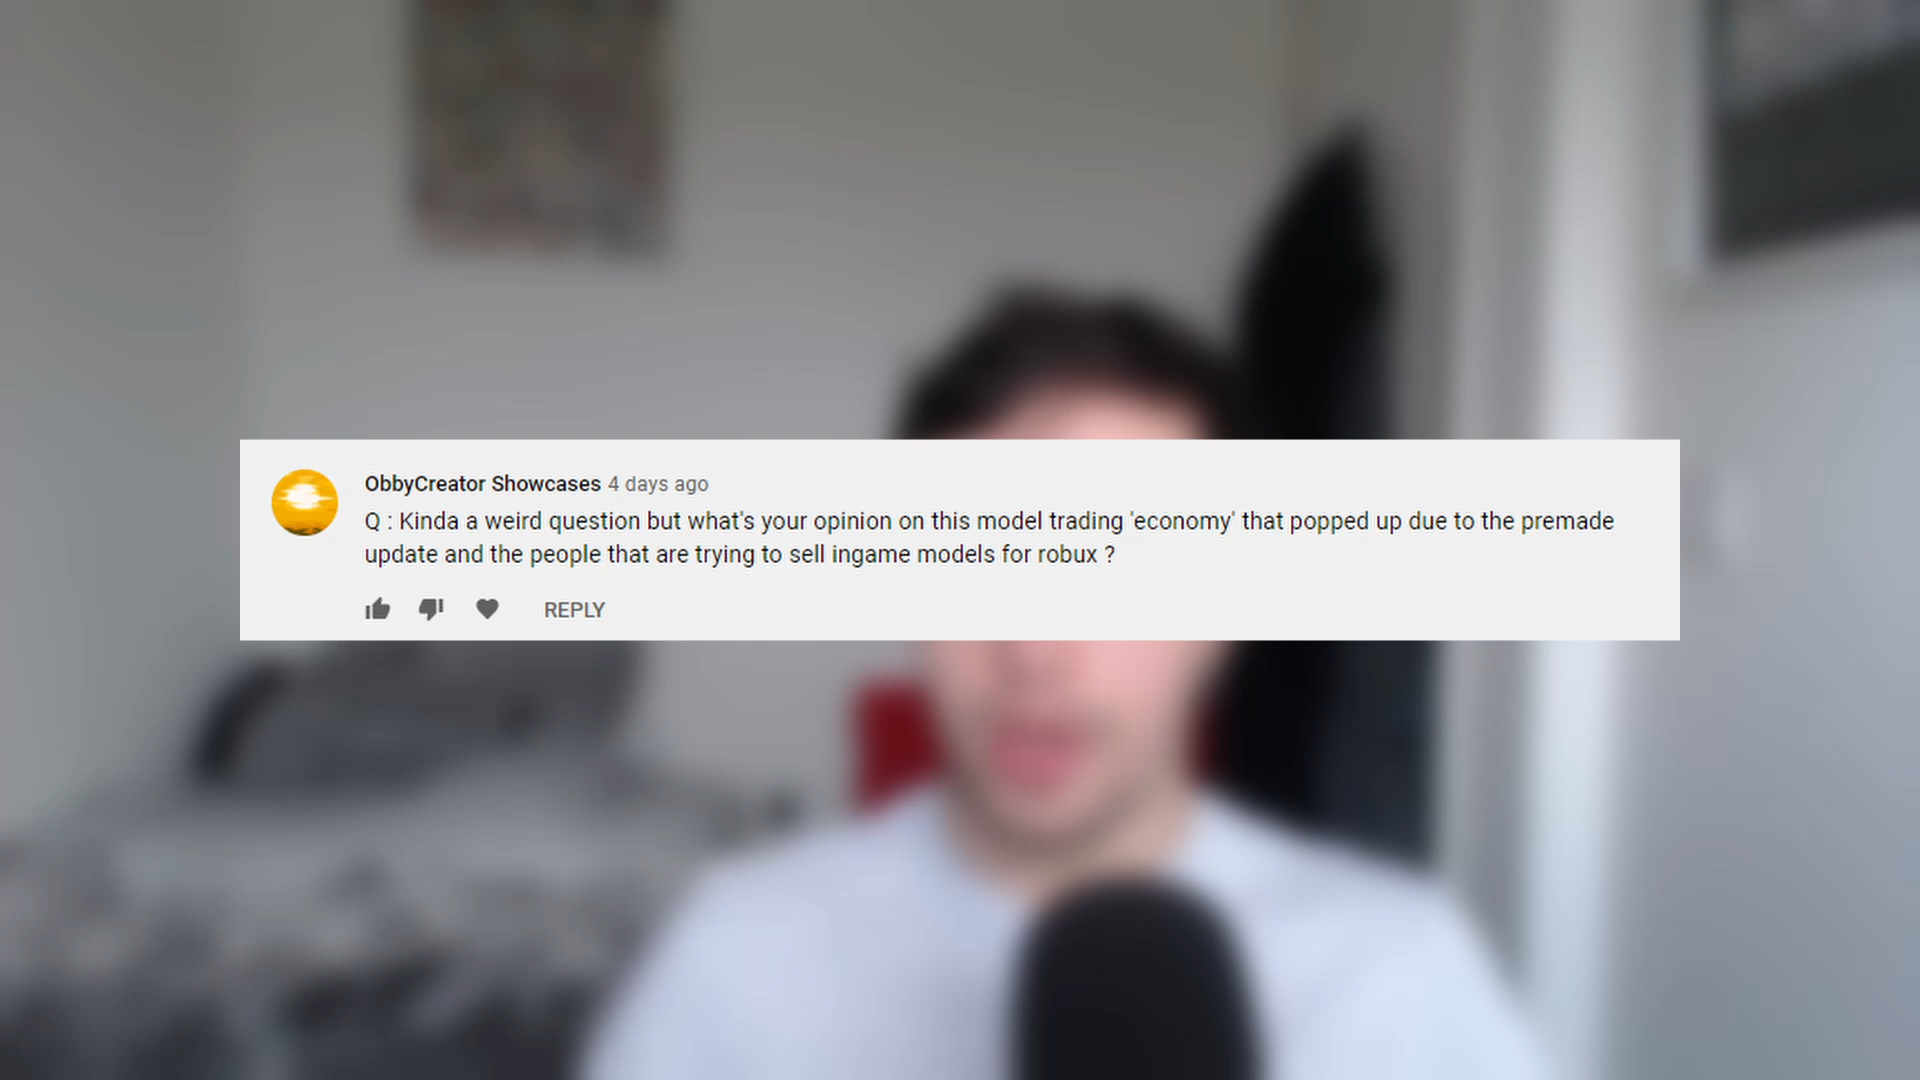 ObbyCreator Showcases 4 days ago
Q : Kinda a weird question but what's your opinion on this model trading 'economy' that popped up due to the premade
update and the people that are trying to sell ingame models for robux ?
REPLY